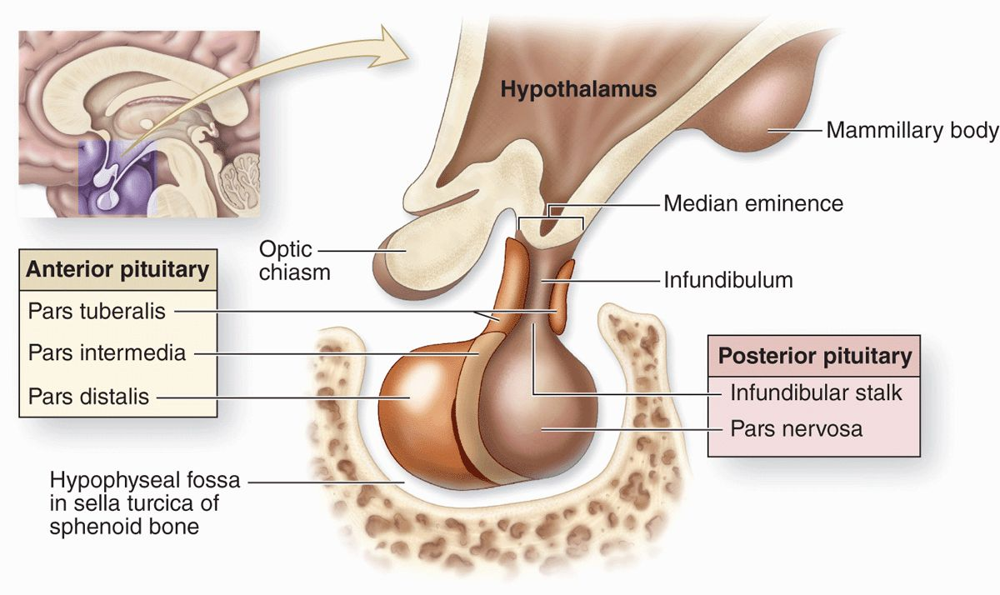 Hypothalamus
Mammillary body
Median eminence
Optic
chiasm
Infundibulum
Anterior pituitary
Pars tuberalis
Pars intermedia
Pars distalis
Posterior pituitary
Infundibular stalk
Pars nervosa
Hypophyseal fossa
in sella turcica of
sphenoid bone